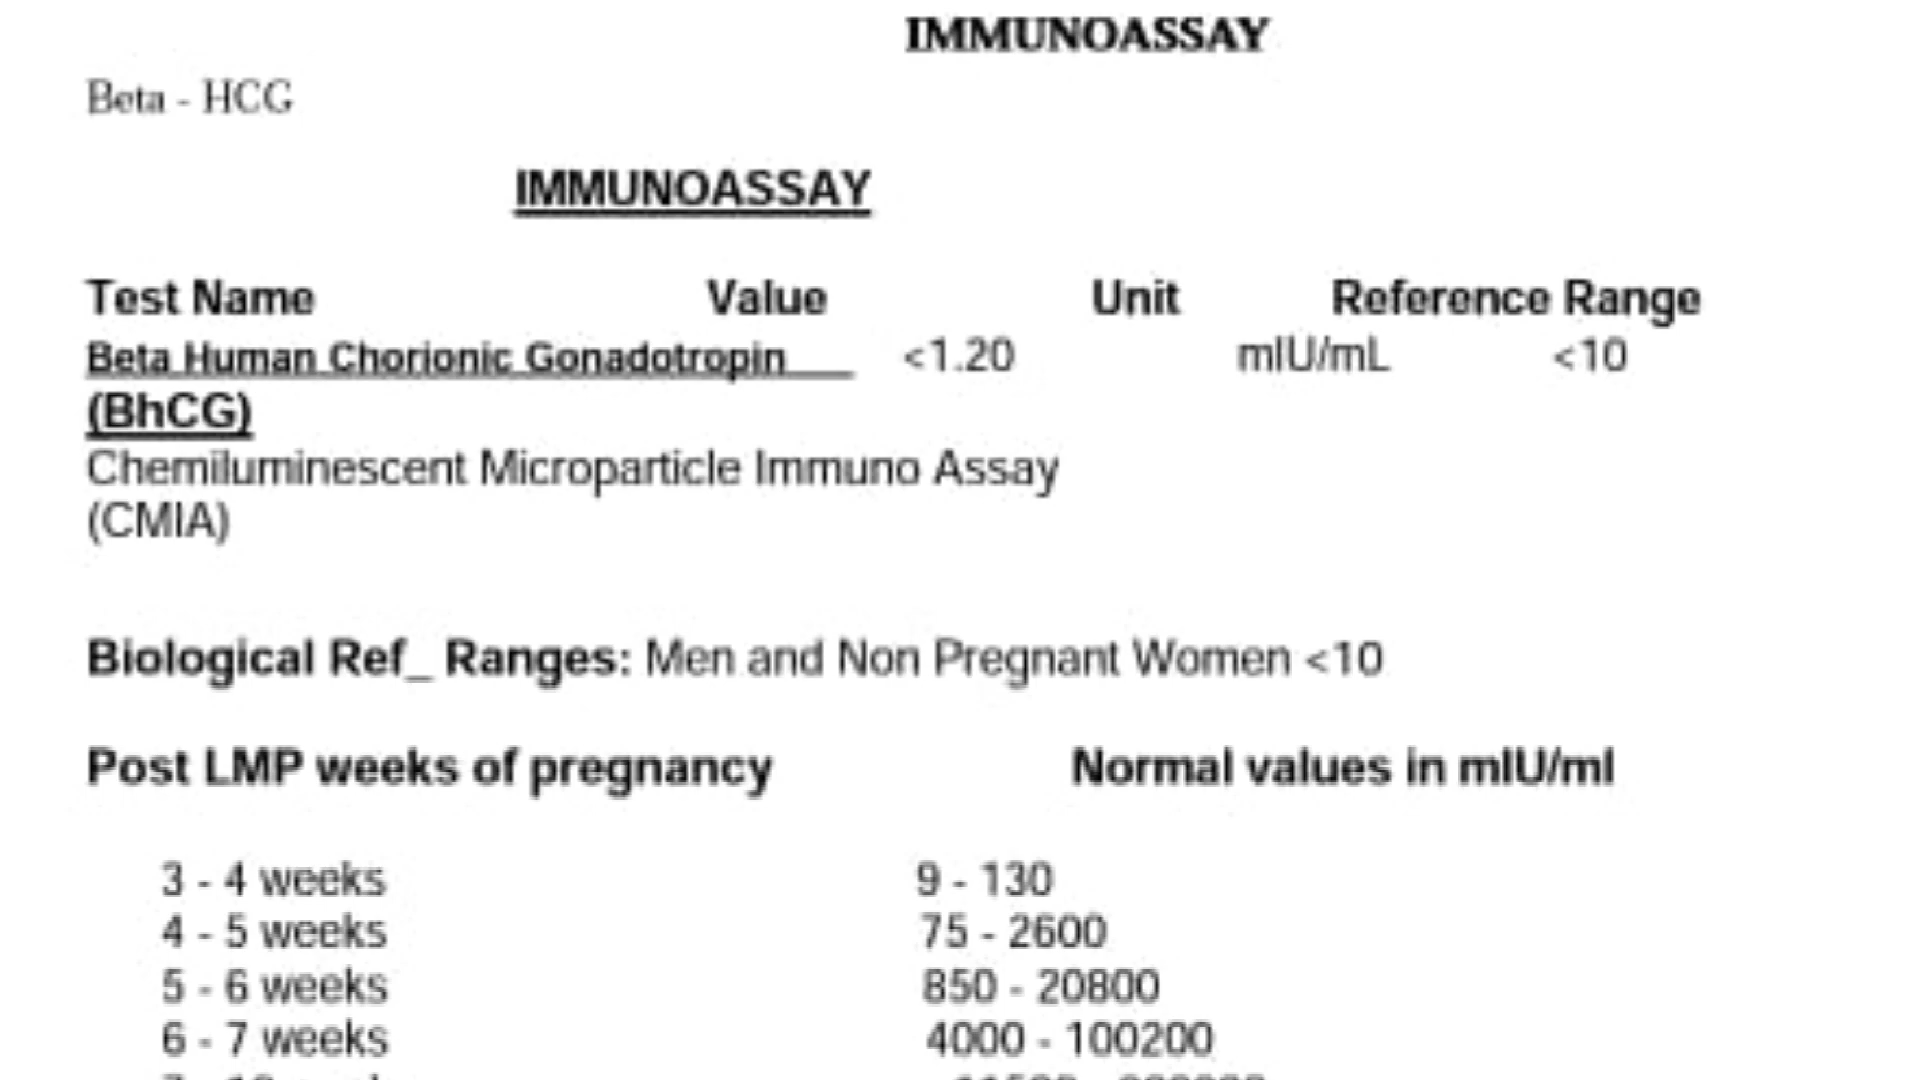 IMMUNOASSAY
Beta - HCG
IMMUNOASSAY
Test Name Value Unit Reference Range
Beta Human Chorionic Gonadotropin <1.20 mIU/mL <10
(BhCG)
Chemiluminescent Microparticle Immuno Assay
(CMIA)
Biological Ref_ Ranges: Men and Non Pregnant Women <10
Post LMP weeks of pregnancy Normal values in mIU/ml
3 - 4 weeks 9 - 130
4 - 5 weeks 75 - 2600
5 - 6 weeks 850 - 20800
6 - 7 weeks 4000 - 100200